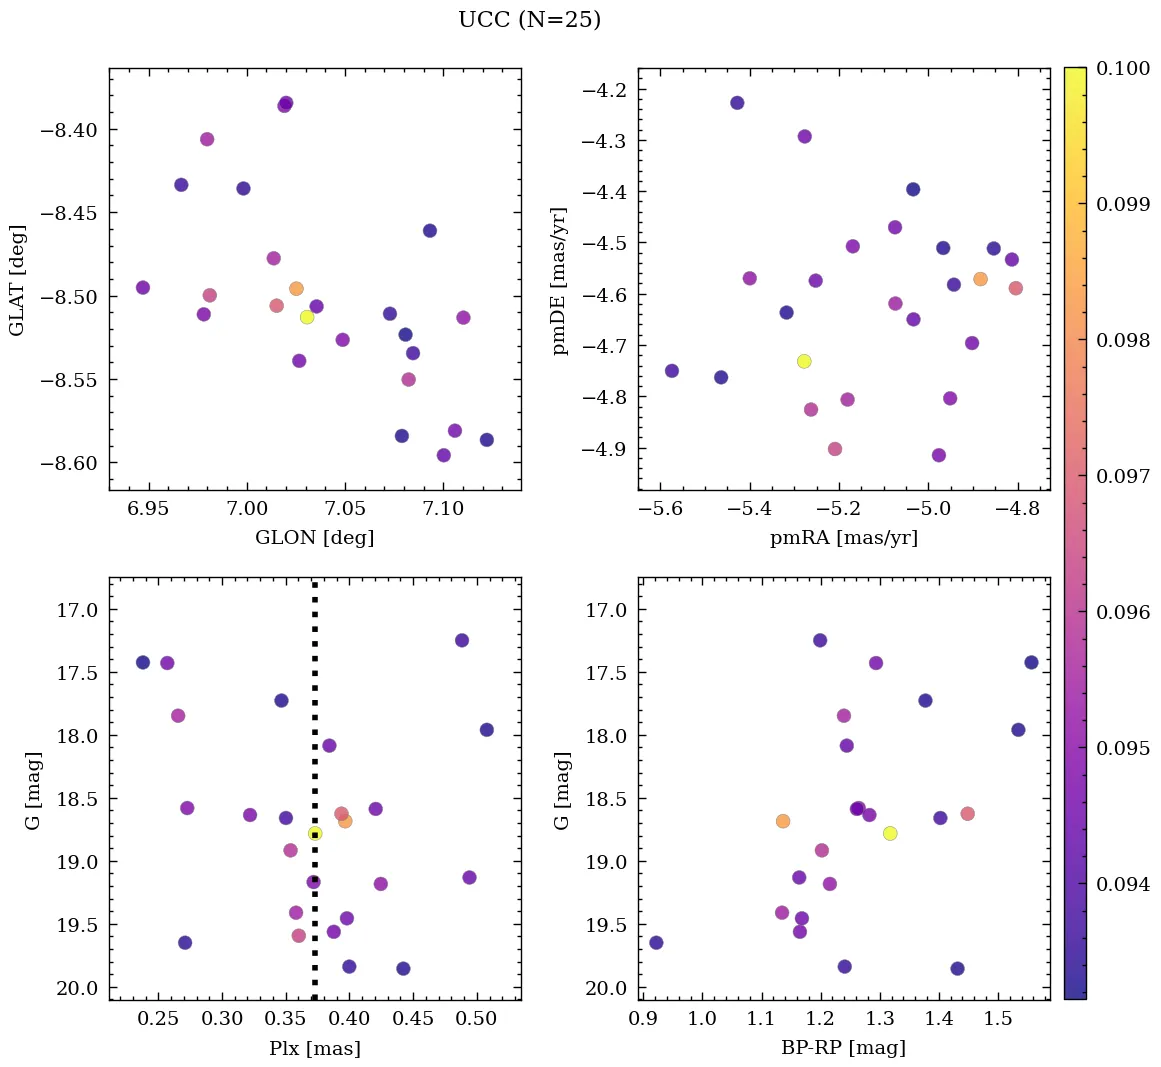 UCC (N=25)
−8.40
−8.45
−8.50
−8.55
−8.60
GLAT [deg]
6.95 7.00 7.05 7.10
GLON [deg]
−4.2
−4.3
−4.4
−4.5
−4.6
−4.7
−4.8
−4.9
pmDE [mas/yr]
−5.6 −5.4 −5.2 −5.0 −4.8
pmRA [mas/yr]
0.100
0.099
0.098
0.097
0.096
0.095
0.094
17.0
17.5
18.0
18.5
19.0
19.5
20.0
G [mag]
0.25 0.30 0.35 0.40 0.45 0.50
Plx [mas]
17.0
17.5
18.0
18.5
19.0
19.5
20.0
G [mag]
0.9 1.0 1.1 1.2 1.3 1.4 1.5
BP-RP [mag]